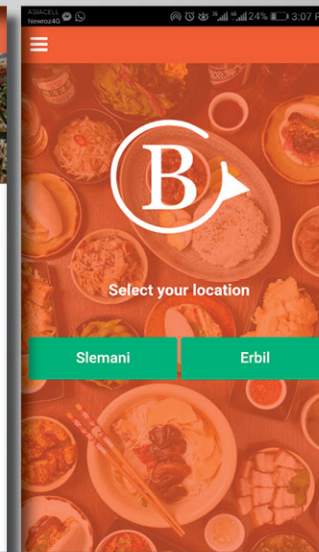 ASIACELL
Newroz4G
24% 3:07 P
B
Select your location
Slemani
Erbil